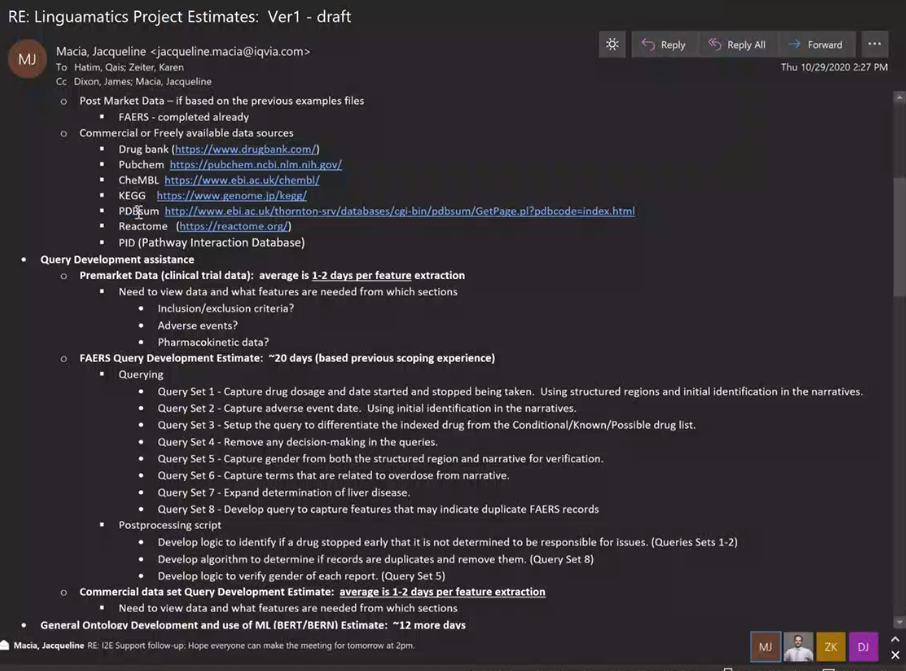 RE: Linguamatics Project Estimates: Ver1 - draft
MJ
Macia, Jacqueline <jacqueline.macia@iqvia.com>
To Hatim, Qais; Zeiter, Karen
Cc Dixon, James; Macia, Jacqueline
Reply
Reply All
Forward
Thu 10/29/2020 2:27 PM
Post Market Data – if based on the previous examples files
FAERS - completed already
Commercial or Freely available data sources
Drug bank (https://www.drugbank.com/)
Pubchem https://pubchem.ncbi.nlm.nih.gov/
CheMBL https://www.ebi.ac.uk/chembl/
KEGG https://www.genome.jp/kegg/
PDBsum http://www.ebi.ac.uk/thornton-srv/databases/cgi-bin/pdbsum/GetPage.pl?pdbcode=index.html
Reactome (https://reactome.org/)
PID (Pathway Interaction Database)
Query Development assistance
Premarket Data (clinical trial data): average is 1-2 days per feature extraction
Need to view data and what features are needed from which sections
Inclusion/exclusion criteria?
Adverse events?
Pharmacokinetic data?
FAERS Query Development Estimate: ~20 days (based previous scoping experience)
Querying
Query Set 1 - Capture drug dosage and date started and stopped being taken. Using structured regions and initial identification in the narratives.
Query Set 2 - Capture adverse event date. Using initial identification in the narratives.
Query Set 3 - Setup the query to differentiate the indexed drug from the Conditional/Known/Possible drug list.
Query Set 4 - Remove any decision-making in the queries.
Query Set 5 - Capture gender from both the structured region and narrative for verification.
Query Set 6 - Capture terms that are related to overdose from narrative.
Query Set 7 - Expand determination of liver disease.
Query Set 8 – Develop query to capture features that may indicate duplicate FAERS records
Postprocessing script
Develop logic to identify if a drug stopped early that it is not determined to be responsible for issues. (Queries Sets 1-2)
Develop algorithm to determine if records are duplicates and remove them. (Query Set 8)
Develop logic to verify gender of each report. (Query Set 5)
Commercial data set Query Development Estimate: average is 1-2 days per feature extraction
Need to view data and what features are needed from which sections
General Ontology Development and use of ML (BERT/BERN) Estimate: ~12 more days
Macia, Jacqueline RE: I2E Support follow-up: Hope everyone can make the meeting for tomorrow at 2pm.
MJ
ZK
DJ